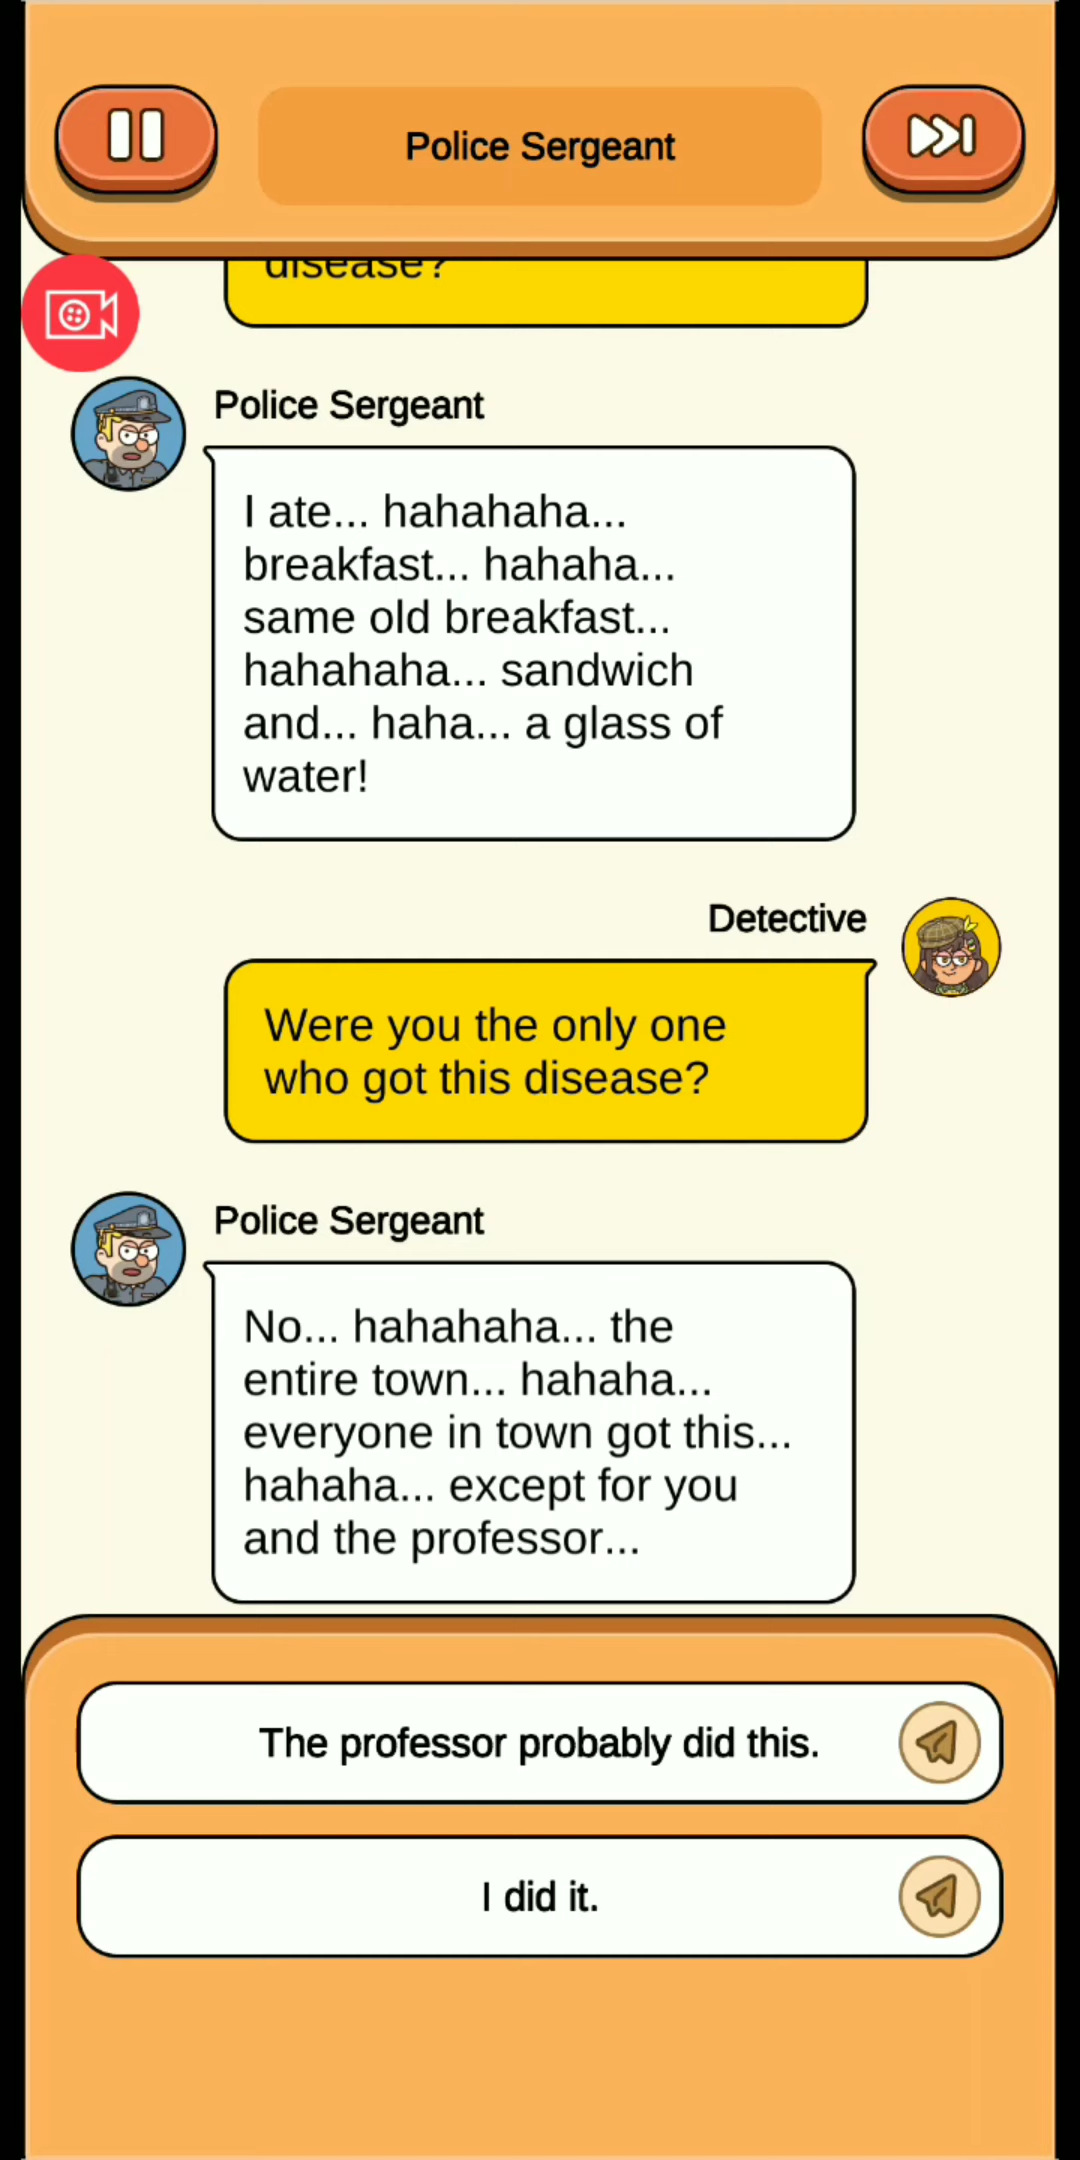 Police Sergeant
disease?
Police Sergeant
I ate... hahahaha...
breakfast... hahaha...
same old breakfast...
hahahaha... sandwich
and... haha... a glass of
water!
Detective
Were you the only one
who got this disease?
Police Sergeant
No... hahahaha... the
entire town... hahaha...
everyone in town got this...
hahaha... except for you
and the professor...
The professor probably did this.
I did it.